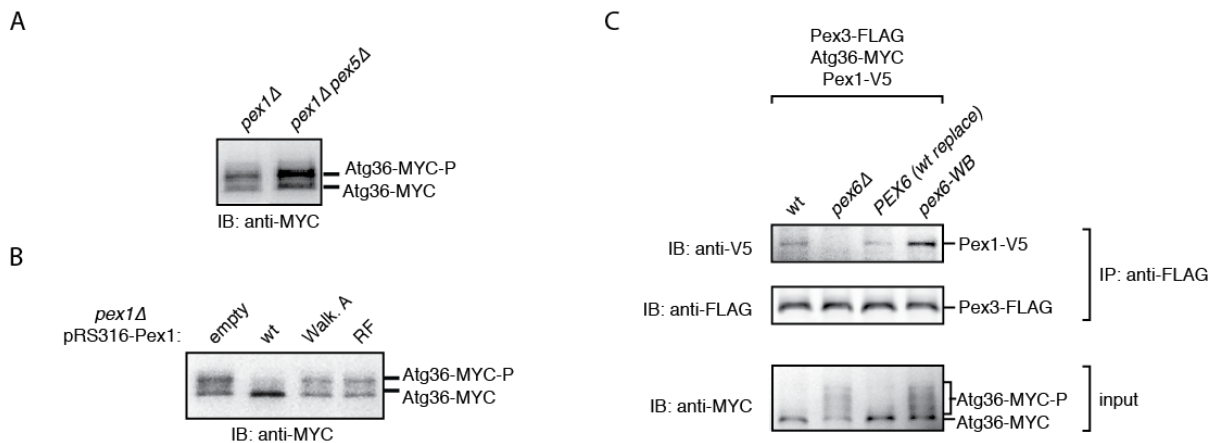 A
pex1Δ
pex1Δpex5Δ
Atg36-MYC-P
Atg36-MYC
IB: anti-MYC
B
pex1Δ
pRS316-Pex1:
empty
wt
Walk. A
RF
Atg36-MYC-P
Atg36-MYC
IB: anti-MYC
C
Pex3-FLAG
Atg36-MYC
Pex1-V5
wt
pex6Δ
PEX6 (wt replace)
pex6-WB
IB: anti-V5
Pex1-V5
IB: anti-FLAG
Pex3-FLAG
IP: anti-FLAG
IB: anti-MYC
Atg36-MYC-P
Atg36-MYC
input